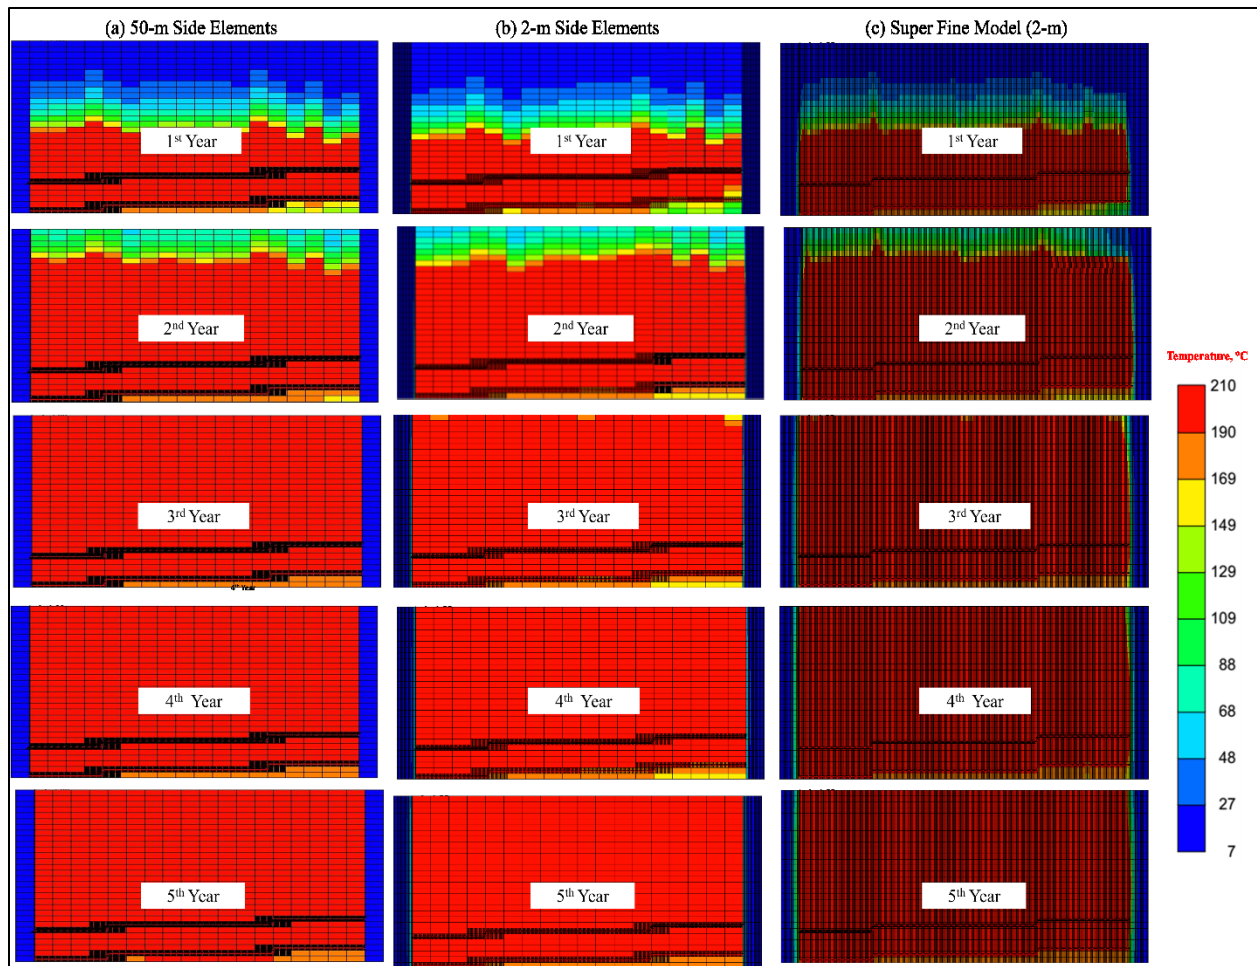 (a) 50-m Side Elements
(b) 2-m Side Elements
(c) Super Fine Model (2-m)
1st Year
1st Year
1st Year
2nd Year
2nd Year
2nd Year
Temperature, °C
210
190
169
149
129
109
88
68
48
27
7
3rd Year
3rd Year
3rd Year
4th Year
4th Year
4th Year
4th Year
5th Year
5th Year
5th Year